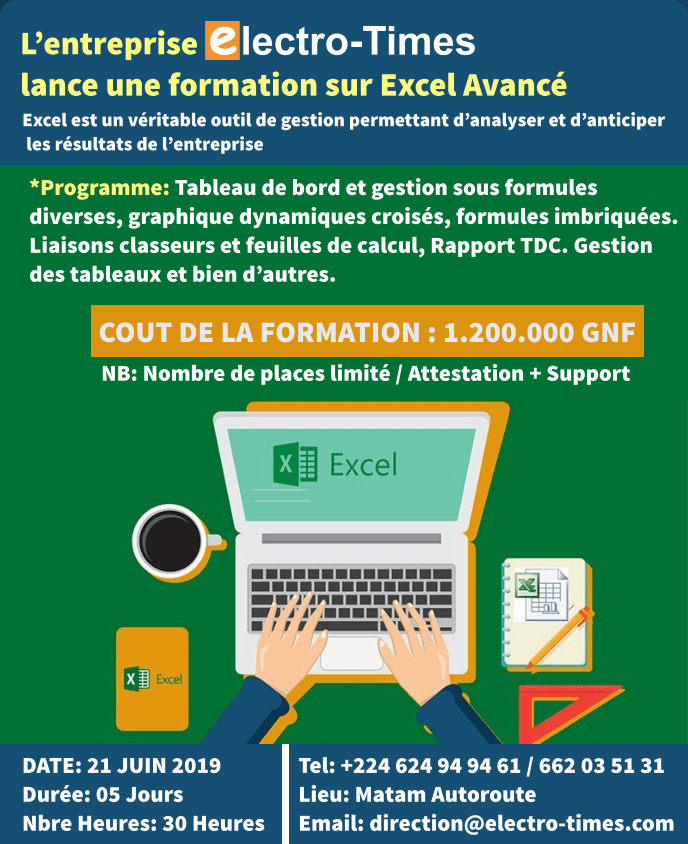 L’entreprise electro-Times
lance une formation sur Excel Avancé
Excel est un véritable outil de gestion permettant d’analyser et d’anticiper
les résultats de l’entreprise
*Programme: Tableau de bord et gestion sous formules
diverses, graphique dynamiques croisés, formules imbriquées.
Liaisons classeurs et feuilles de calcul, Rapport TDC. Gestion
des tableaux et bien d’autres.
COUT DE LA FORMATION : 1.200.000 GNF
NB: Nombre de places limité / Attestation + Support
X Excel
X
X Excel
DATE: 21 JUIN 2019
Durée: 05 Jours
Nbre Heures: 30 Heures
Tel: +224 624 94 94 61 / 662 03 51 31
Lieu: Matam Autoroute
Email: direction@electro-times.com